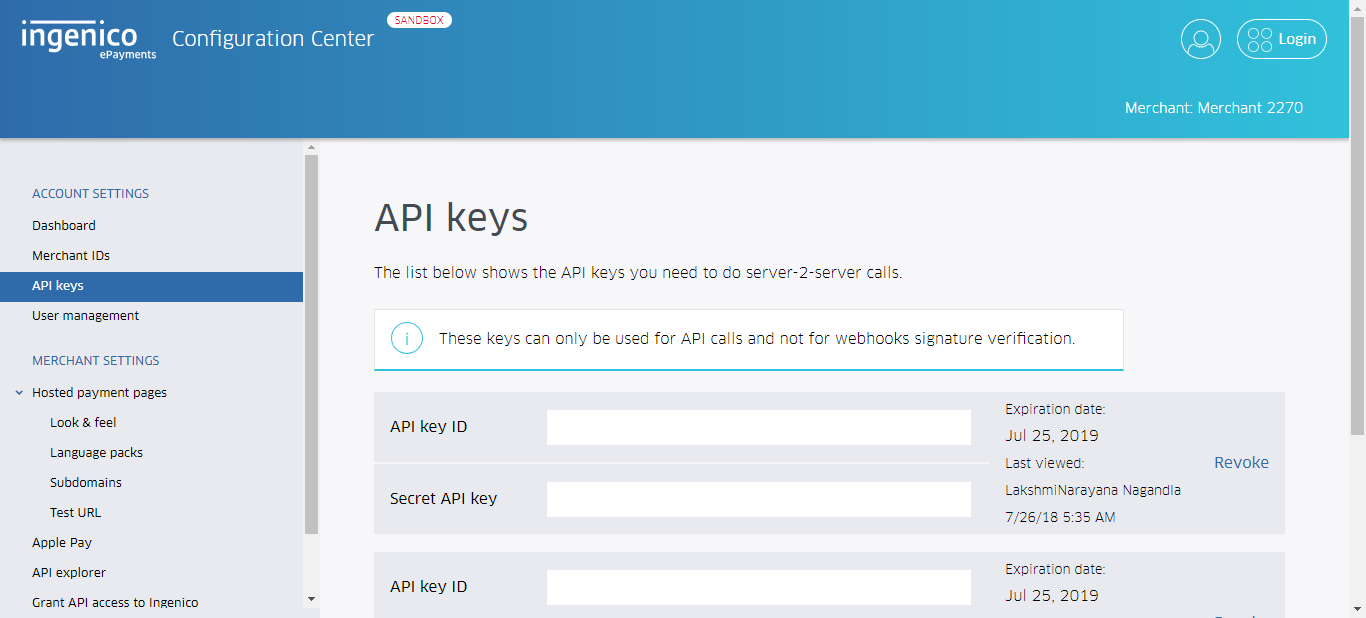 ingenico
ePayments
Configuration Center
SANDBOX
Login
Merchant: Merchant 2270
ACCOUNT SETTINGS
Dashboard
Merchant IDs
API keys
User management
MERCHANT SETTINGS
Hosted payment pages
Look & feel
Language packs
Subdomains
Test URL
Apple Pay
API explorer
Grant API access to Ingenico
API keys
The list below shows the API keys you need to do server-2-server calls.
i
These keys can only be used for API calls and not for webhooks signature verification.
API key ID
Secret API key
Expiration date:
Jul 25, 2019
Last viewed:
LakshmiNarayana Nagandla
7/26/18 5:35 AM
Revoke
API key ID
Expiration date:
Jul 25, 2019